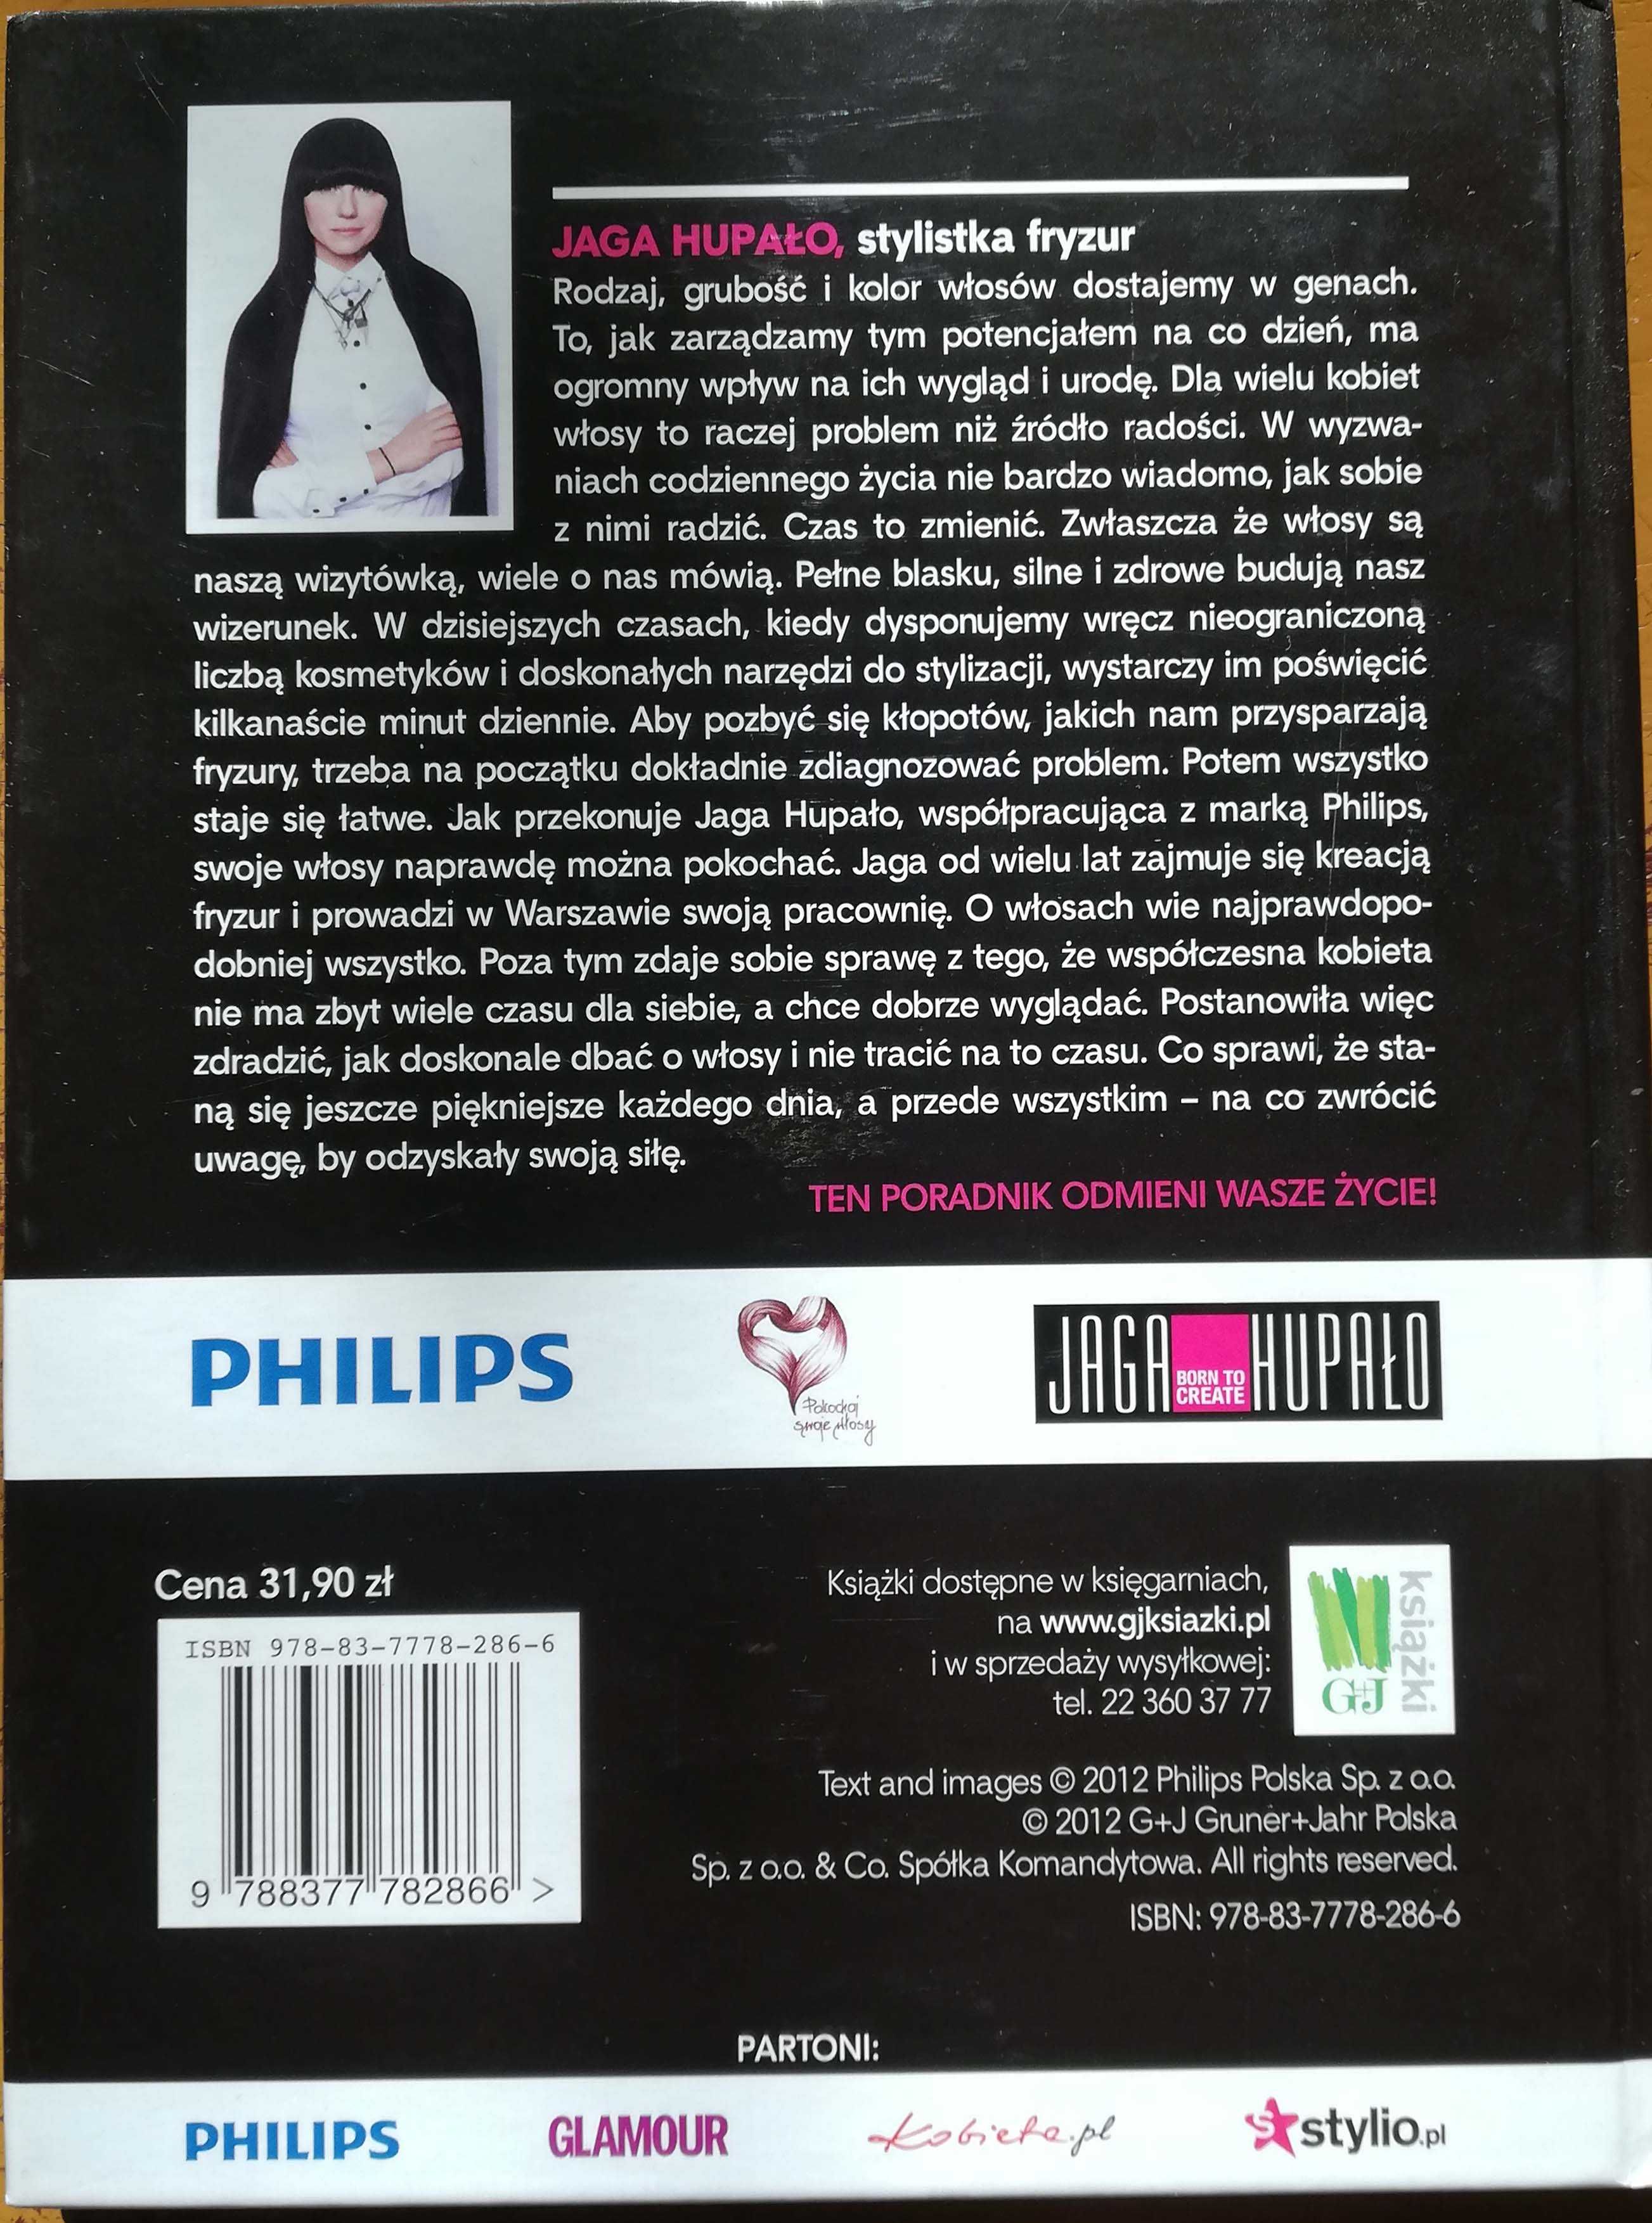 JAGA HUPAŁO, stylistka fryzur
Rodzaj, grubość i kolor włosów dostajemy w genach.
To, jak zarządzamy tym potencjałem na co dzień, ma
ogromny wpływ na ich wygląd i urodę. Dla wielu kobiet
włosy to raczej problem niż źródło radości. W wyzwa-
niach codziennego życia nie bardzo wiadomo, jak sobie
z nimi radzić. Czas to zmienić. Zwłaszcza że włosy są
naszą wizytówką, wiele o nas mówią. Pełne blasku, silne i zdrowe budują nasz
wizerunek. W dzisiejszych czasach, kiedy dysponujemy wręcz nieograniczoną
liczbą kosmetyków i doskonałych narzędzi do stylizacji, wystarczy im poświęcić
kilkanaście minut dziennie. Aby pozbyć się kłopotów, jakich nam przysparzają
fryzury, trzeba na początku dokładnie zdiagnozować problem. Potem wszystko
staje się łatwe. Jak przekonuje Jaga Hupało, współpracująca z marką Philips,
swoje włosy naprawdę można pokochać. Jaga od wielu lat zajmuje się kreacją
fryzur i prowadzi w Warszawie swoją pracownię. O włosach wie najprawdopo-
dobniej wszystko. Poza tym zdaje sobie sprawę z tego, że współczesna kobieta
nie ma zbyt wiele czasu dla siebie, a chce dobrze wyglądać. Postanowiła więc
zdradzić, jak doskonale dbać o włosy i nie tracić na to czasu. Co sprawi, że sta-
ną się jeszcze piękniejsze każdego dnia, a przede wszystkim – na co zwrócić
uwagę, by odzyskały swoją siłę.
TEN PORADNIK ODMIENI WASZE ŻYCIE!
PHILIPS
Pokochaj
swoje włosy
JAGA BORN TO CREATE HUPAŁO
Cena 31,90 zł
ISBN 978-83-7778-286-6
9 788377 782866 >
Książki dostępne w księgarniach,
na www.gjksiazki.pl
i w sprzedaży wysyłkowej:
tel. 22 360 37 77
G+J książki
Text and images © 2012 Philips Polska Sp. z o.o.
© 2012 G+J Gruner+Jahr Polska
Sp. z o.o. & Co. Spółka Komandytowa. All rights reserved.
ISBN: 978-83-7778-286-6
PARTONI:
PHILIPS GLAMOUR Kobieta.pl stylio.pl